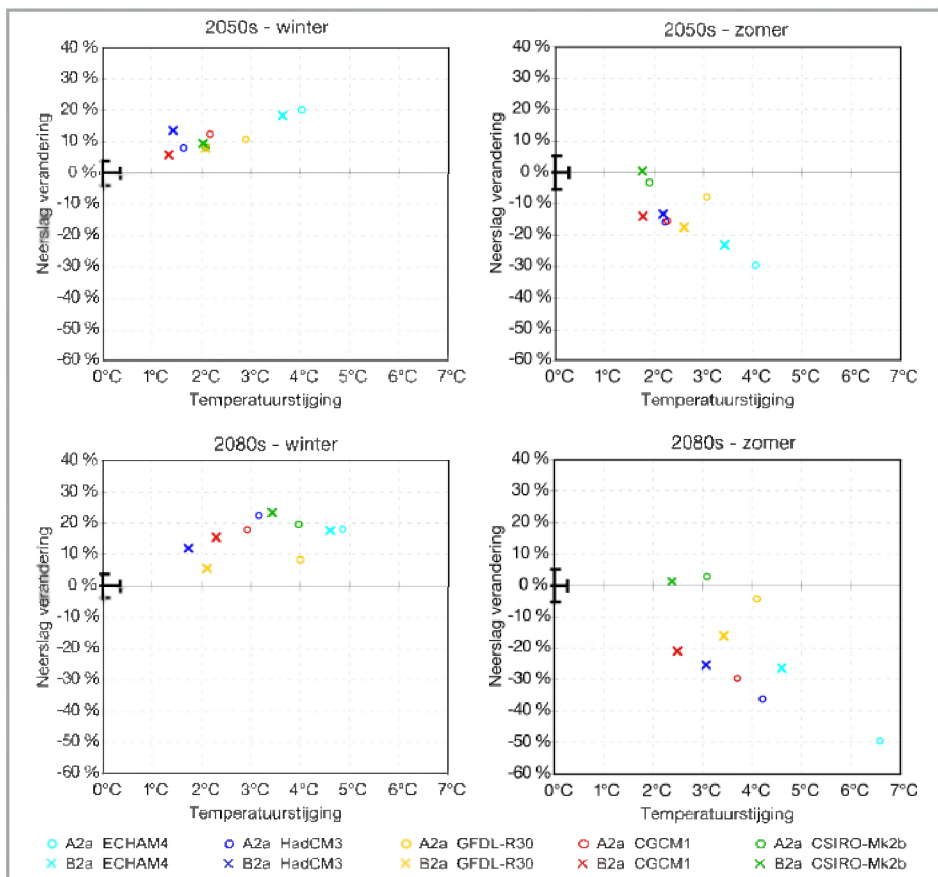 2050s - winter
40 %
30 %
20 %
10 %
0 %
-10 %
-20 %
-30 %
-40 %
-50 %
-60 %
Neerslag verandering
0°C 1°C 2°C 3°C 4°C 5°C 6°C 7°C
Temperatuurstijging
2050s - zomer
40 %
30 %
20 %
10 %
0 %
-10 %
-20 %
-30 %
-40 %
-50 %
-60 %
Neerslag verandering
0°C 1°C 2°C 3°C 4°C 5°C 6°C 7°C
Temperatuurstijging
2080s - winter
40 %
30 %
20 %
10 %
0 %
-10 %
-20 %
-30 %
-40 %
-50 %
-60 %
Neerslag verandering
0°C 1°C 2°C 3°C 4°C 5°C 6°C 7°C
Temperatuurstijging
2080s - zomer
40 %
30 %
20 %
10 %
0 %
-10 %
-20 %
-30 %
-40 %
-50 %
-60 %
Neerslag verandering
0°C 1°C 2°C 3°C 4°C 5°C 6°C 7°C
Temperatuurstijging
A2a ECHAM4 A2a HadCM3 A2a GFDL-R30 A2a CGCM1 A2a CSIRO-Mk2b
B2a ECHAM4 B2a HadCM3 B2a GFDL-R30 B2a CGCM1 B2a CSIRO-Mk2b